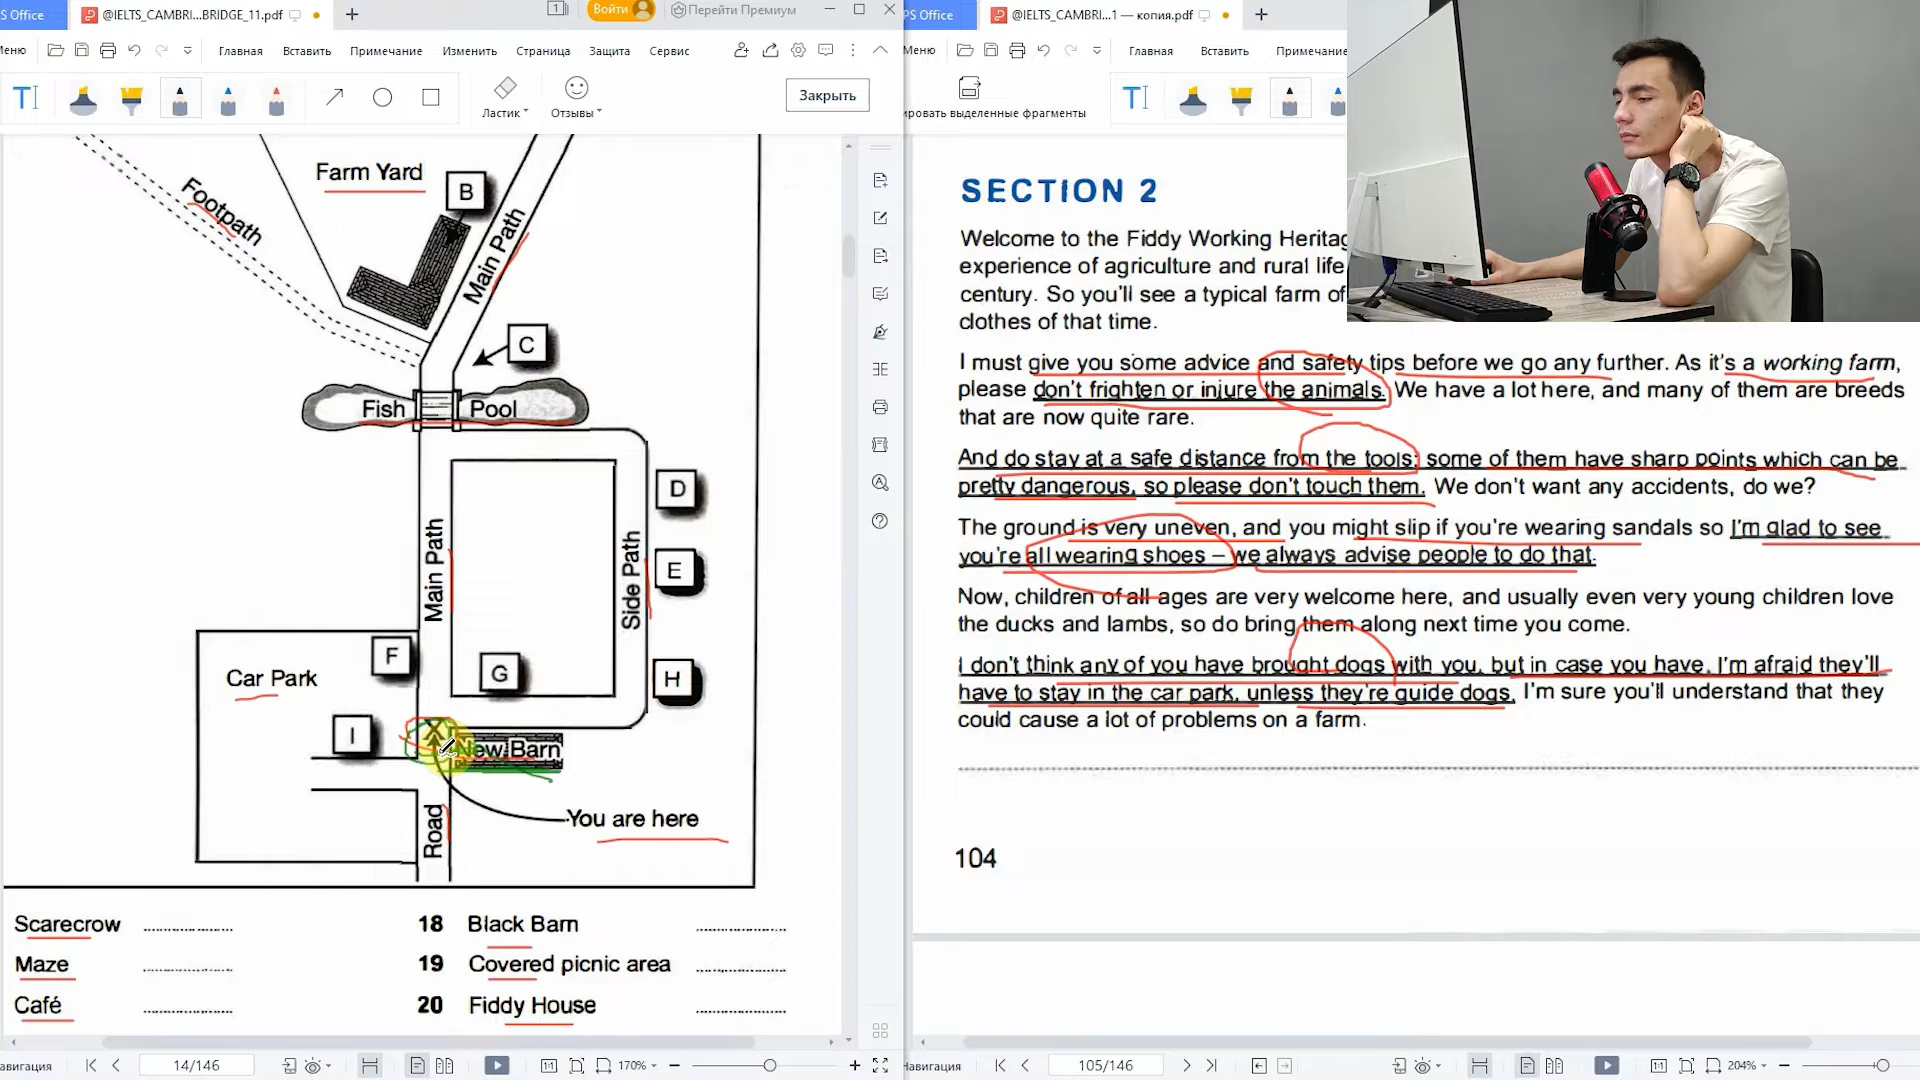 S Office
@IELTS_CAMBRI...BRIDGE_11.pdf
1
Войти
Перейти Премиум
Меню
Главная
Вставить
Примечание
Изменить
Страница
Защита
Сервис
Ластик
Отзывы
Закрыть
Farm Yard
B
Footpath
Main Path
C
Fish
Pool
D
Main Path
Side Path
E
F
G
H
Car Park
I
X
New Barn
Road
You are here
Scarecrow ....................
18 Black Barn ....................
Maze ....................
19 Covered picnic area ....................
Café ....................
20 Fiddy House ....................
14/146
170%
PS Office
@IELTS_CAMBRI...1 — копия.pdf
Меню
Главная
Вставить
Примечание
SECTION 2
Welcome to the Fiddy Working
experience of agriculture and rural life
century. So you'll see a typical farm of
clothes of that time.
I must give you some advice and safety tips before we go any further. As it's a working farm,
please don't frighten or injure the animals. We have a lot here, and many of them are breeds
that are now quite rare.
And do stay at a safe distance from the tools: some of them have sharp points which can be
pretty dangerous, so please don't touch them. We don't want any accidents, do we?
The ground is very uneven, and you might slip if you're wearing sandals so I'm glad to see
you're all wearing shoes – we always advise people to do that.
Now, children of all ages are very welcome here, and usually even very young children love
the ducks and lambs, so do bring them along next time you come.
I don't think any of you have brought dogs with you, but in case you have, I'm afraid they'll
have to stay in the car park, unless they're guide dogs. I'm sure you'll understand that they
could cause a lot of problems on a farm.
104
105/146
204%